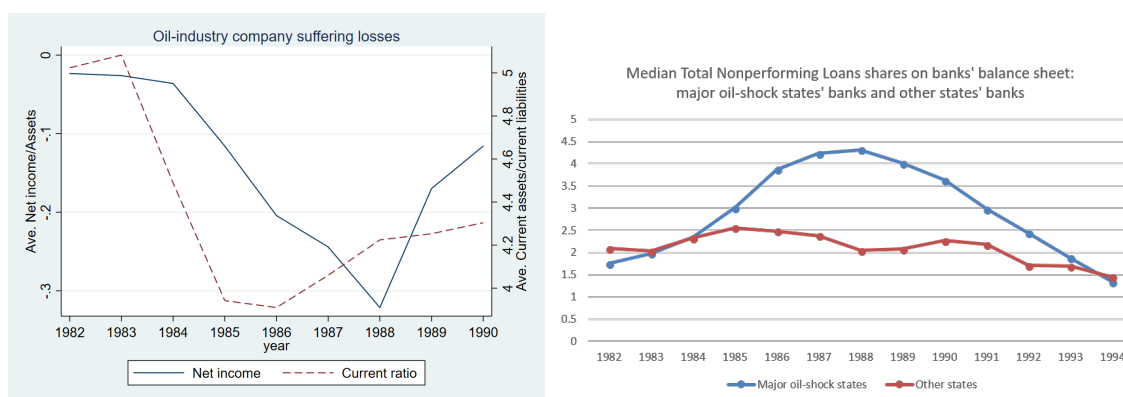 Oil-industry company suffering losses
Ave. Net income/Assets
0
-.1
-.2
-.3
Ave. Current assets/current liabilities
5
4.8
4.6
4.4
4.2
4
1982 1983 1984 1985 1986 1987 1988 1989 1990
year
Net income Current ratio
Median Total Nonperforming Loans shares on banks' balance sheet:
major oil-shock states' banks and other states' banks
5
4.5
4
3.5
3
2.5
2
1.5
1
0.5
0
1982 1983 1984 1985 1986 1987 1988 1989 1990 1991 1992 1993 1994
Major oil-shock states Other states